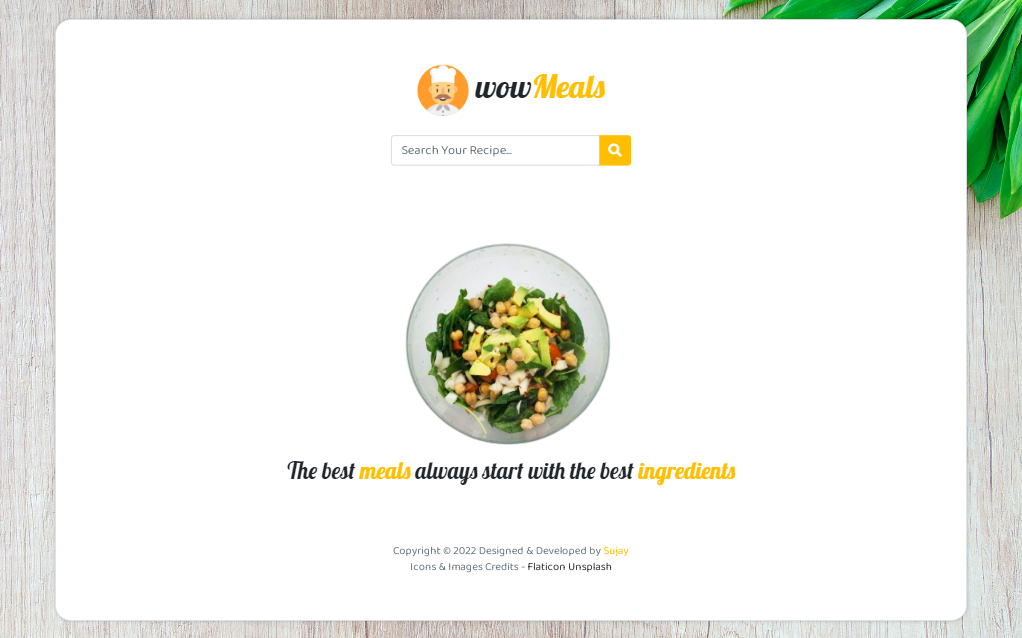 wowMeals
Search Your Recipe...
The best meals always start with the best ingredients
Copyright © 2022 Designed & Developed by Sujay
Icons & Images Credits - Flaticon Unsplash